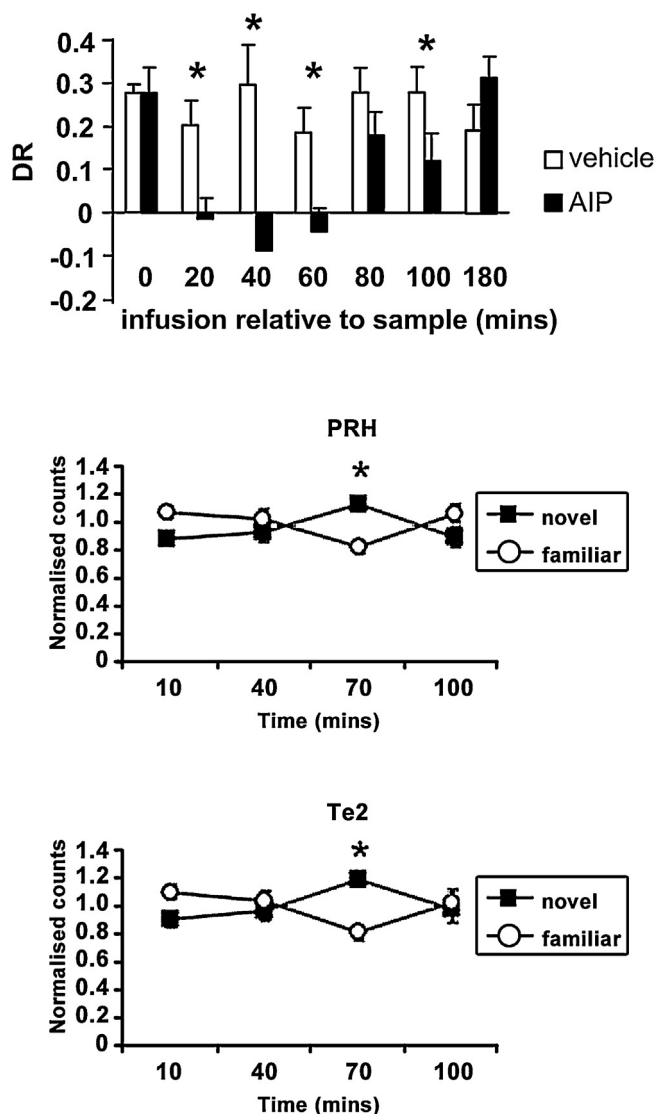 0.4
* * * *
0.3
0.2
0.1
0
-0.1
-0.2
DR
vehicle
AIP
0 20 40 60 80 100 180
infusion relative to sample (mins)
PRH
*
Normalised counts
1.4
1.2
1.0
0.8
0.6
0.4
0.2
0
novel
familiar
10 40 70 100
Time (mins)
Te2
*
Normalised counts
1.4
1.2
1.0
0.8
0.6
0.4
0.2
0
novel
familiar
10 40 70 100
Time (mins)